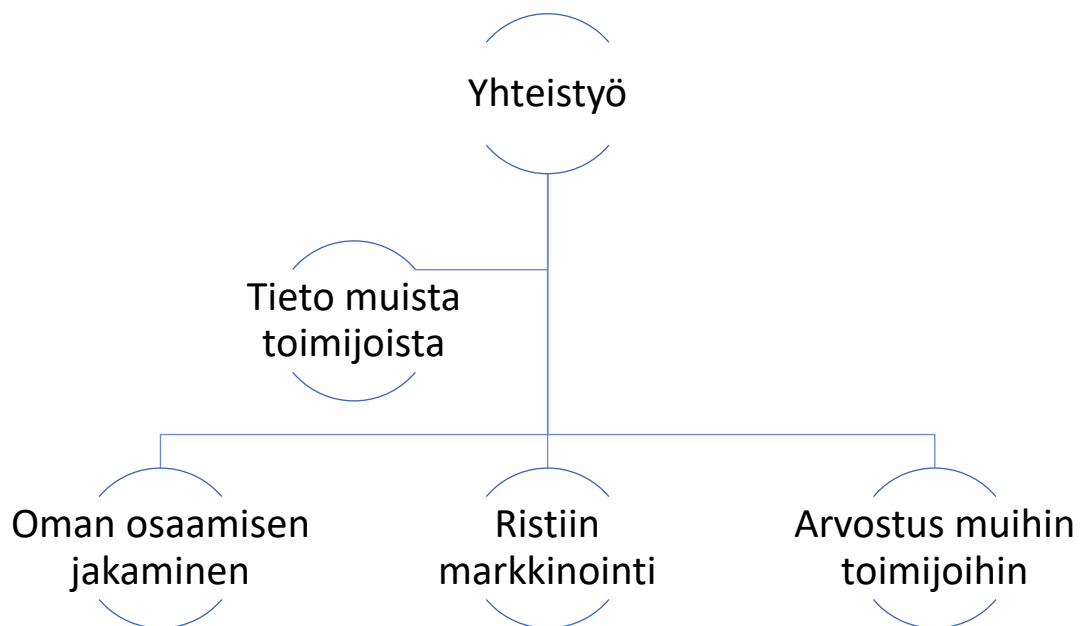 Yhteistyö
Tieto muista
toimijoista
Oman osaamisen
jakaminen
Ristiin
markkinointi
Arvostus muihin
toimijoihin